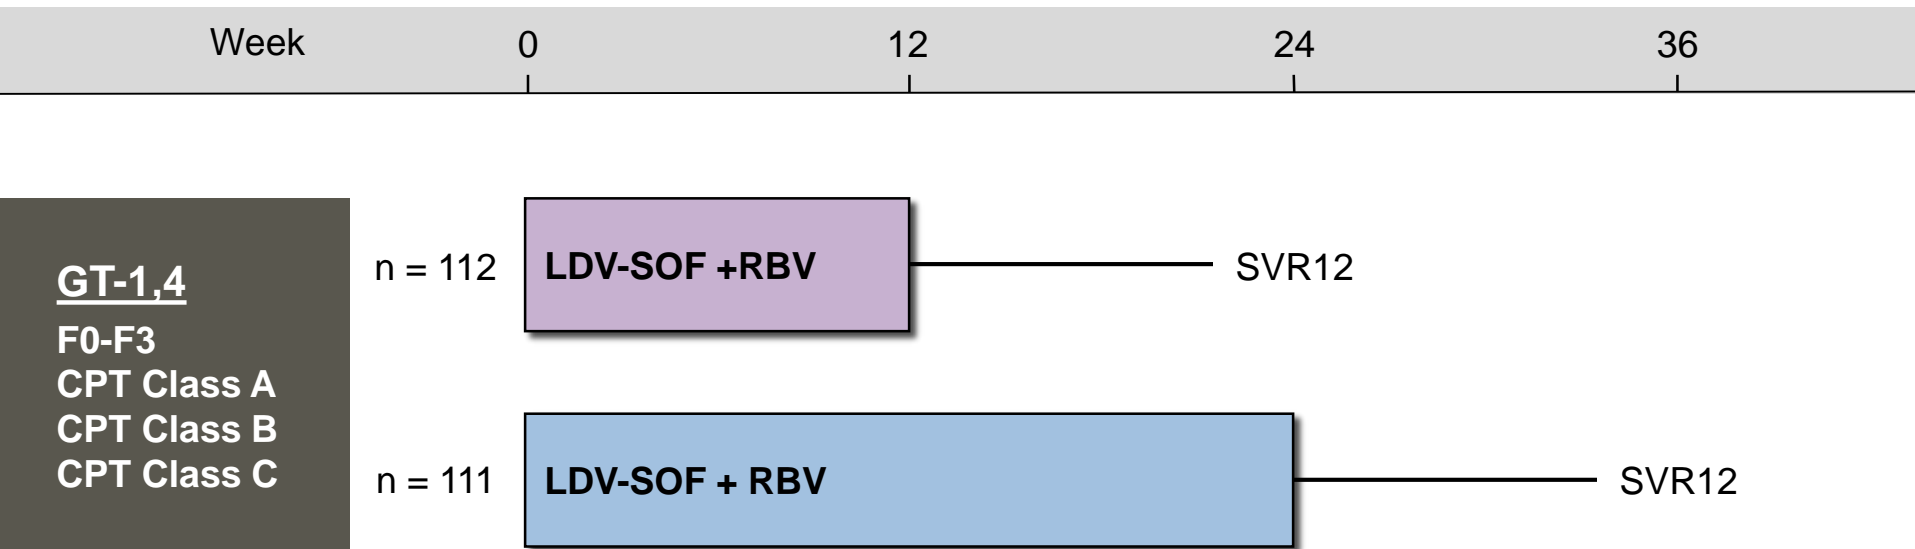 Week 0 12 24 36
GT-1,4
F0-F3
CPT Class A
CPT Class B
CPT Class C
n = 112 LDV-SOF +RBV SVR12
n = 111 LDV-SOF + RBV SVR12